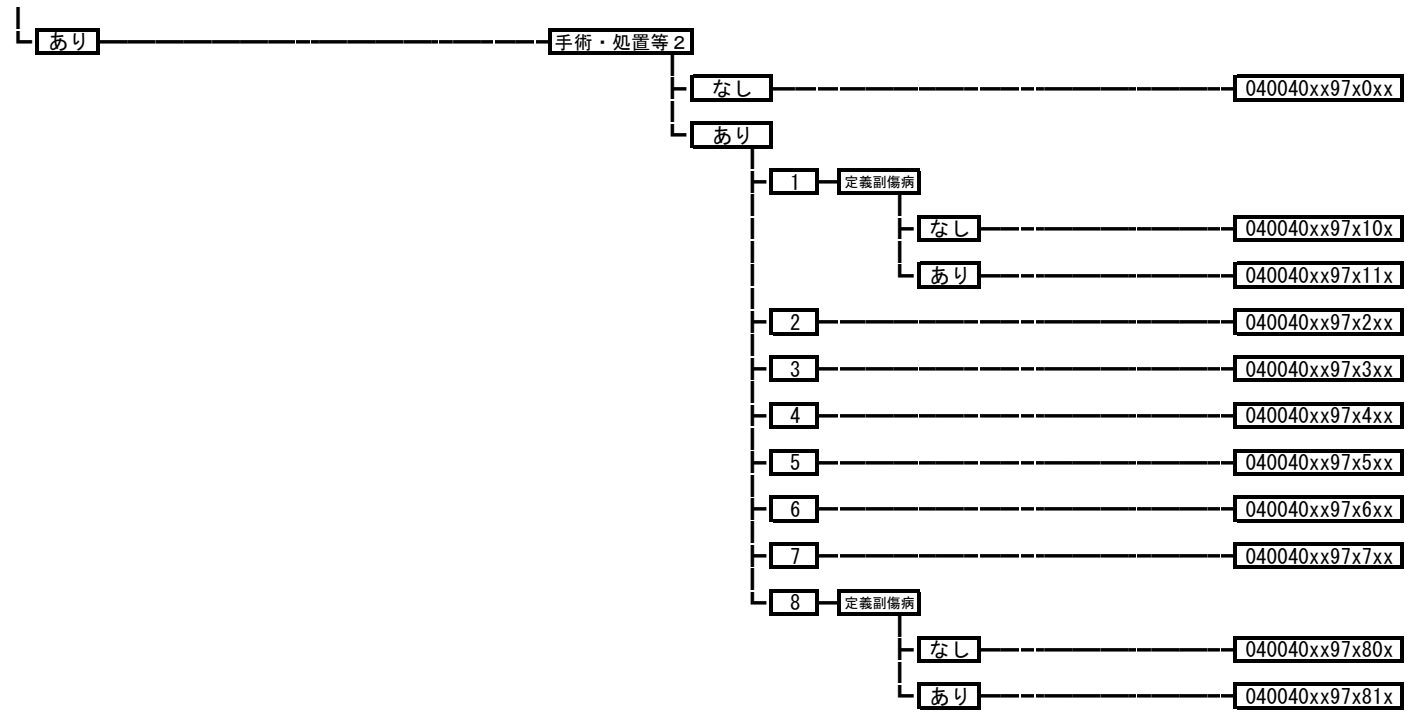 あり 手術・処置等２
なし 040040xx97x0xx
あり
1 定義副傷病
なし 040040xx97x10x
あり 040040xx97x11x
2 040040xx97x2xx
3 040040xx97x3xx
4 040040xx97x4xx
5 040040xx97x5xx
6 040040xx97x6xx
7 040040xx97x7xx
8 定義副傷病
なし 040040xx97x80x
あり 040040xx97x81x